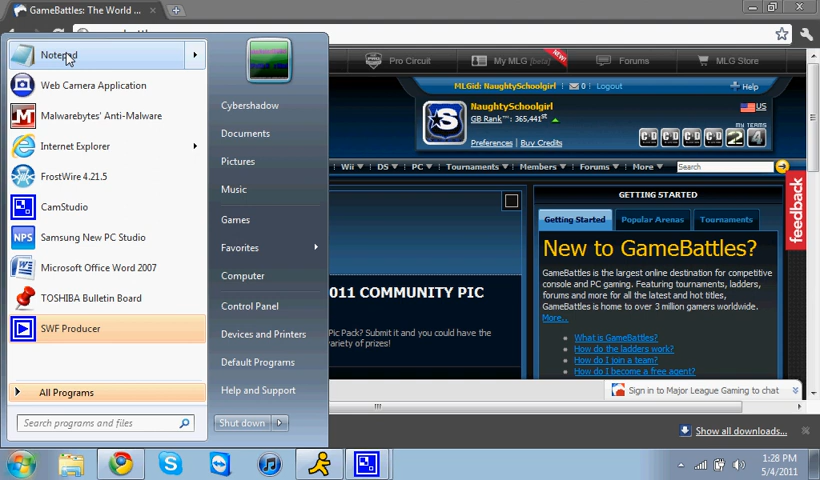 GameBattles: The World ...
Notepad
Web Camera Application
Malwarebytes' Anti-Malware
Internet Explorer
FrostWire 4.21.5
CamStudio
Samsung New PC Studio
Microsoft Office Word 2007
TOSHIBA Bulletin Board
SWF Producer
All Programs
Search programs and files
Cybershadow
Documents
Pictures
Music
Games
Favorites
Computer
Control Panel
Devices and Printers
Default Programs
Help and Support
Shut down
Pro Circuit
My MLG [beta]
NEW!
Forums
MLG Store
MLGid: NaughtySchoolgirl
0
Logout
Help
NaughtySchoolgirl
GB Rank™: 365,441st
US
MY TEAMS
Preferences
Buy Credits
Wii
DS
PC
Tournaments
Members
Forums
More
Search
GETTING STARTED
Getting Started
Popular Arenas
Tournaments
feedback
New to GameBattles?
GameBattles is the largest online destination for competitive
console and PC gaming. Featuring tournaments, ladders,
forums and more for all the latest and hot titles,
GameBattles is home to over 3 million gamers worldwide.
More..
What is GameBattles?
How do the ladders work?
How do I join a team?
How do I become a free agent?
011 COMMUNITY PIC
Pic Pack? Submit it and you could have the
variety of prizes!
Sign in to Major League Gaming to chat
Show all downloads...
1:28 PM
5/4/2011